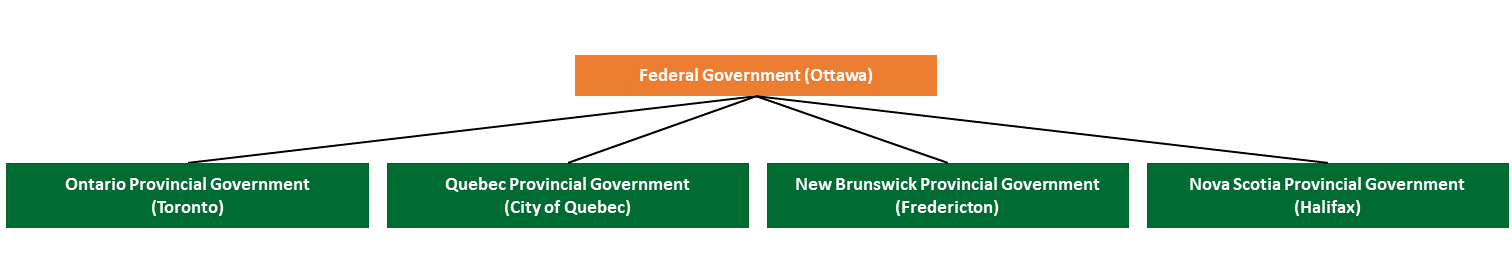 Federal Government (Ottawa)
Ontario Provincial Government
(Toronto)
Quebec Provincial Government
(City of Quebec)
New Brunswick Provincial Government
(Fredericton)
Nova Scotia Provincial Government
(Halifax)